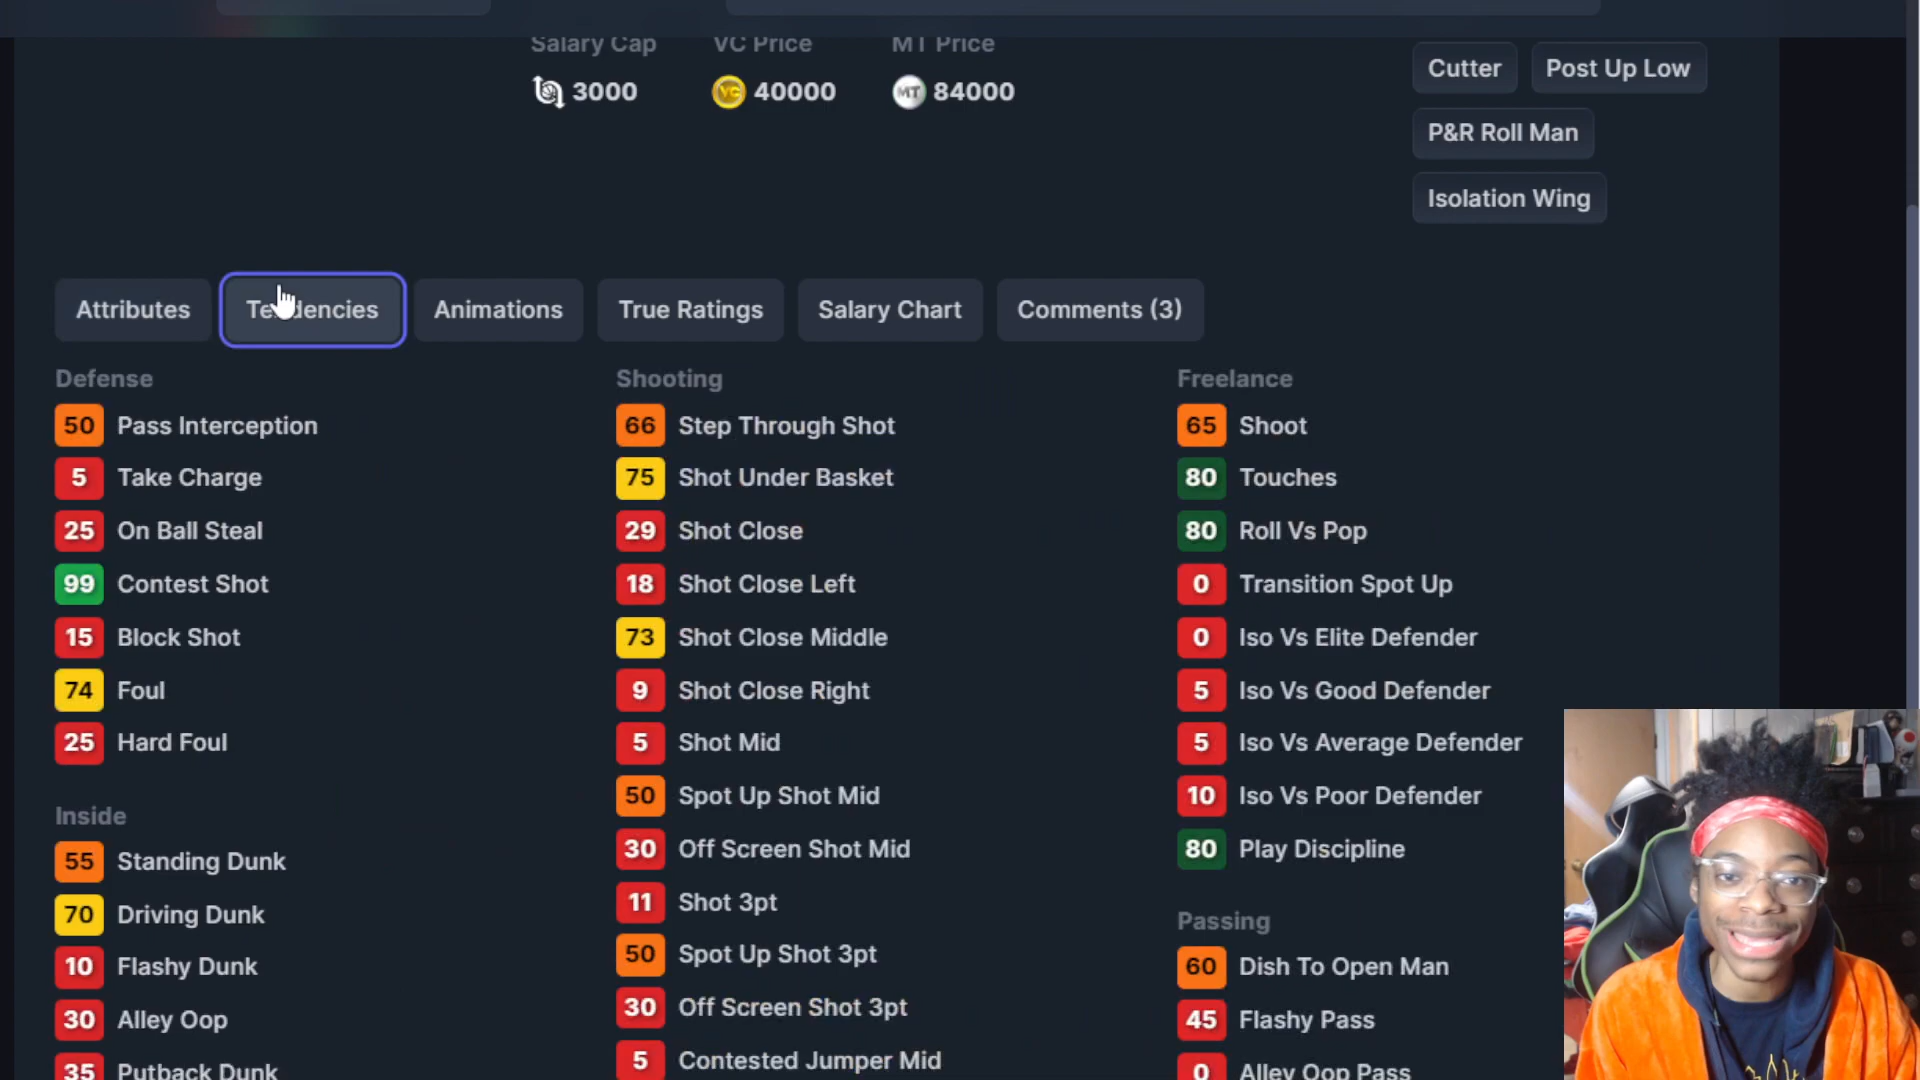 Salary Cap VC Price MT Price
3000 VC 40000 MT 84000
Cutter Post Up Low
P&R Roll Man
Isolation Wing
Attributes Tendencies Animations True Ratings Salary Chart Comments (3)
Defense
50 Pass Interception
5 Take Charge
25 On Ball Steal
99 Contest Shot
15 Block Shot
74 Foul
25 Hard Foul
Inside
55 Standing Dunk
70 Driving Dunk
10 Flashy Dunk
30 Alley Oop
35 Putback Dunk
Shooting
66 Step Through Shot
75 Shot Under Basket
29 Shot Close
18 Shot Close Left
73 Shot Close Middle
9 Shot Close Right
5 Shot Mid
50 Spot Up Shot Mid
30 Off Screen Shot Mid
11 Shot 3pt
50 Spot Up Shot 3pt
30 Off Screen Shot 3pt
5 Contested Jumper Mid
Freelance
65 Shoot
80 Touches
80 Roll Vs Pop
0 Transition Spot Up
0 Iso Vs Elite Defender
5 Iso Vs Good Defender
5 Iso Vs Average Defender
10 Iso Vs Poor Defender
80 Play Discipline
Passing
60 Dish To Open Man
45 Flashy Pass
0 Alley Oop Pass